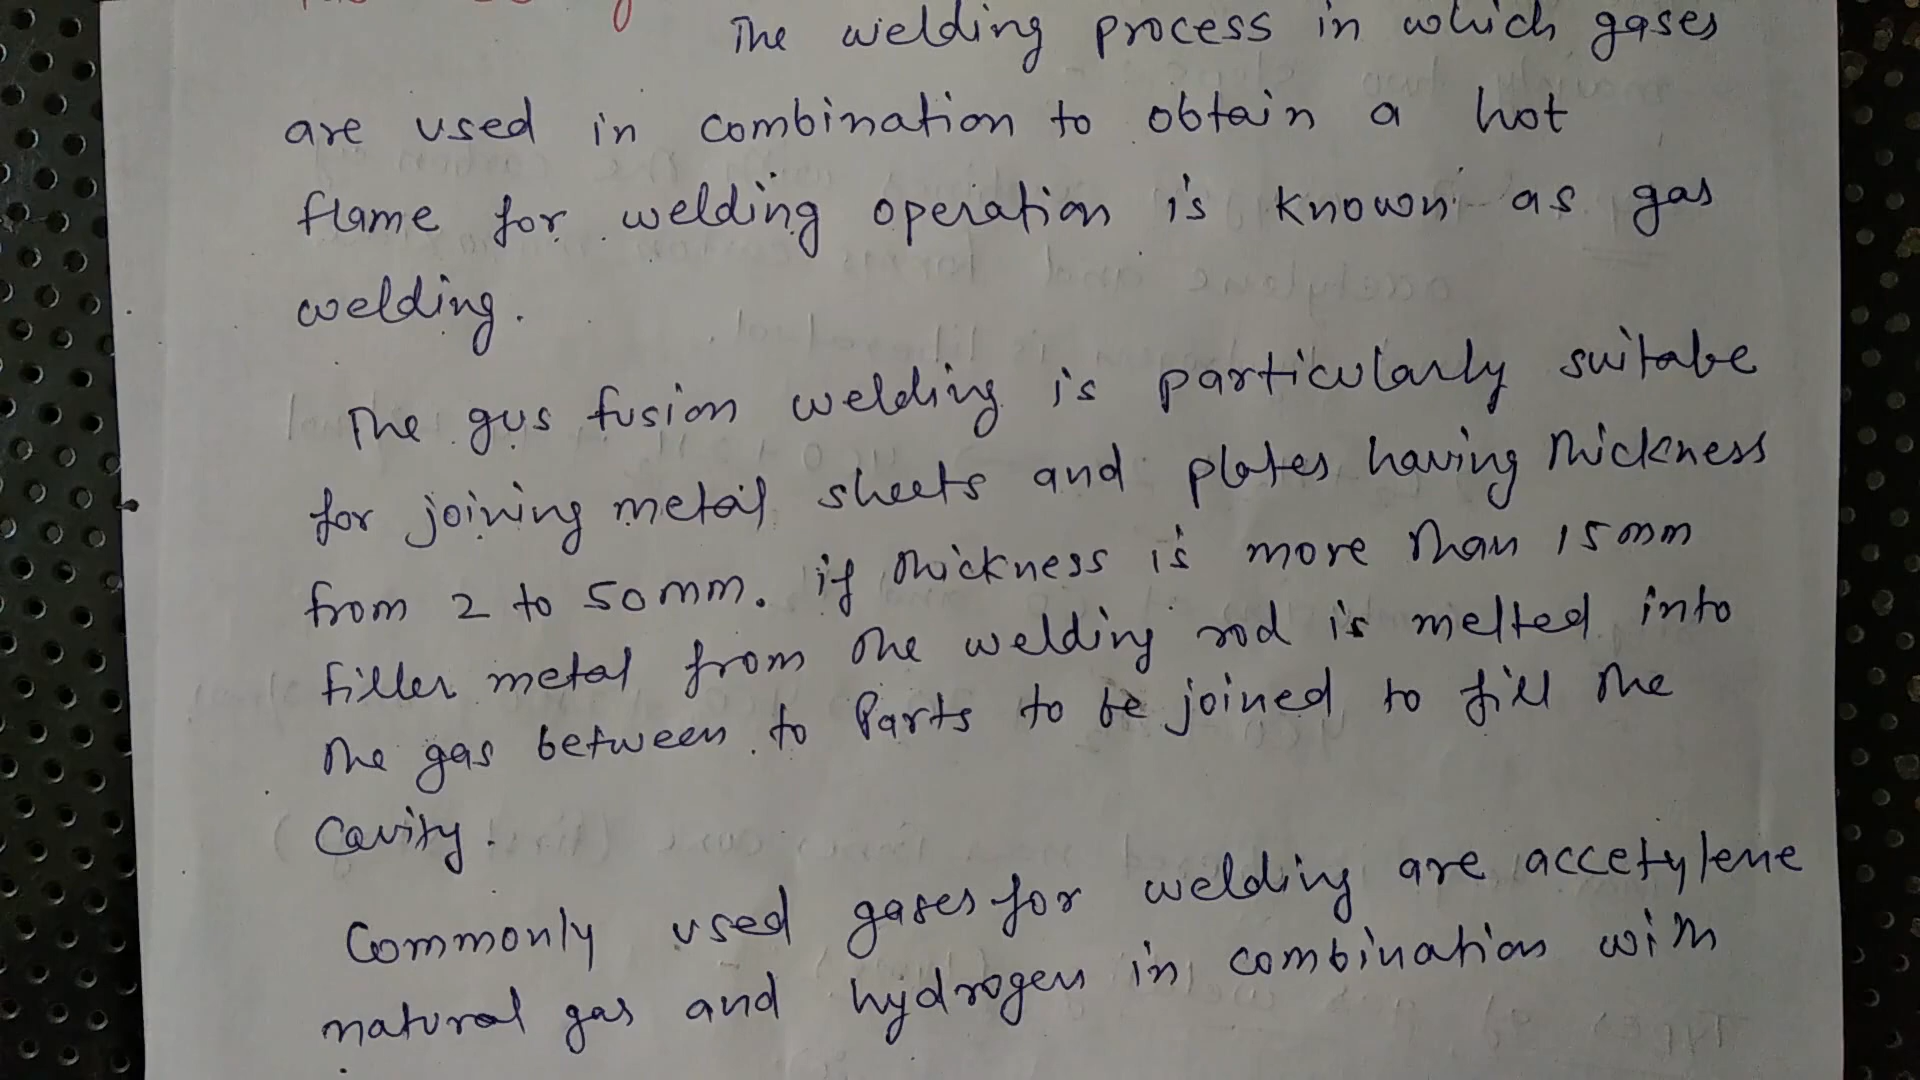 The welding process in which gases
are used in combination to obtain a hot
flame for welding operation is known as gas
welding.
The gus fusion welding is particularly suitabe
for joining metal sheets and plates having thickness
from 2 to 50mm. if thickness is more than 15mm
filler metal from the welding rod is melted into
the gas between to parts to be joined to fill the
cavity.
Commonly used gases for welding are accetylene
natural gas and hydrogen in combination with